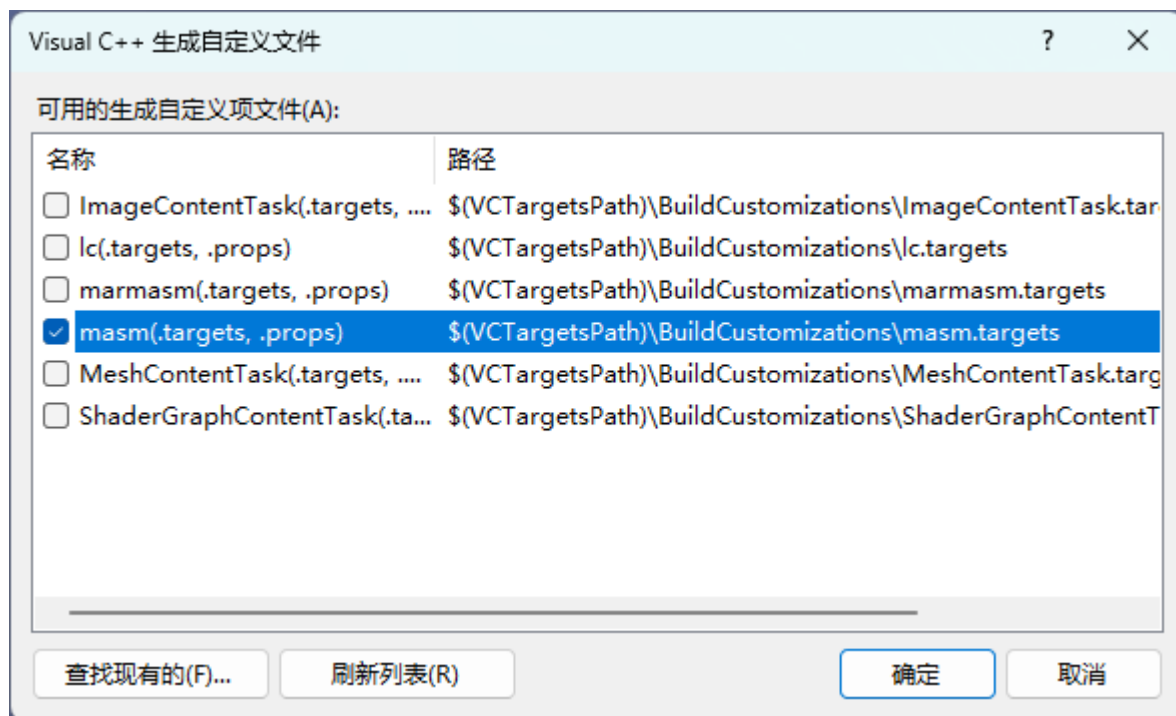 Visual C++ 生成自定义文件
可用的生成自定义项文件(A):
名称 路径
ImageContentTask(.targets, .... $(VCTargetsPath)\BuildCustomizations\ImageContentTask.tar
lc(.targets, .props) $(VCTargetsPath)\BuildCustomizations\lc.targets
marmasm(.targets, .props) $(VCTargetsPath)\BuildCustomizations\marmasm.targets
masm(.targets, .props) $(VCTargetsPath)\BuildCustomizations\masm.targets
MeshContentTask(.targets, .... $(VCTargetsPath)\BuildCustomizations\MeshContentTask.targ
ShaderGraphContentTask(.ta... $(VCTargetsPath)\BuildCustomizations\ShaderGraphContentT
查找现有的(F)... 刷新列表(R) 确定 取消